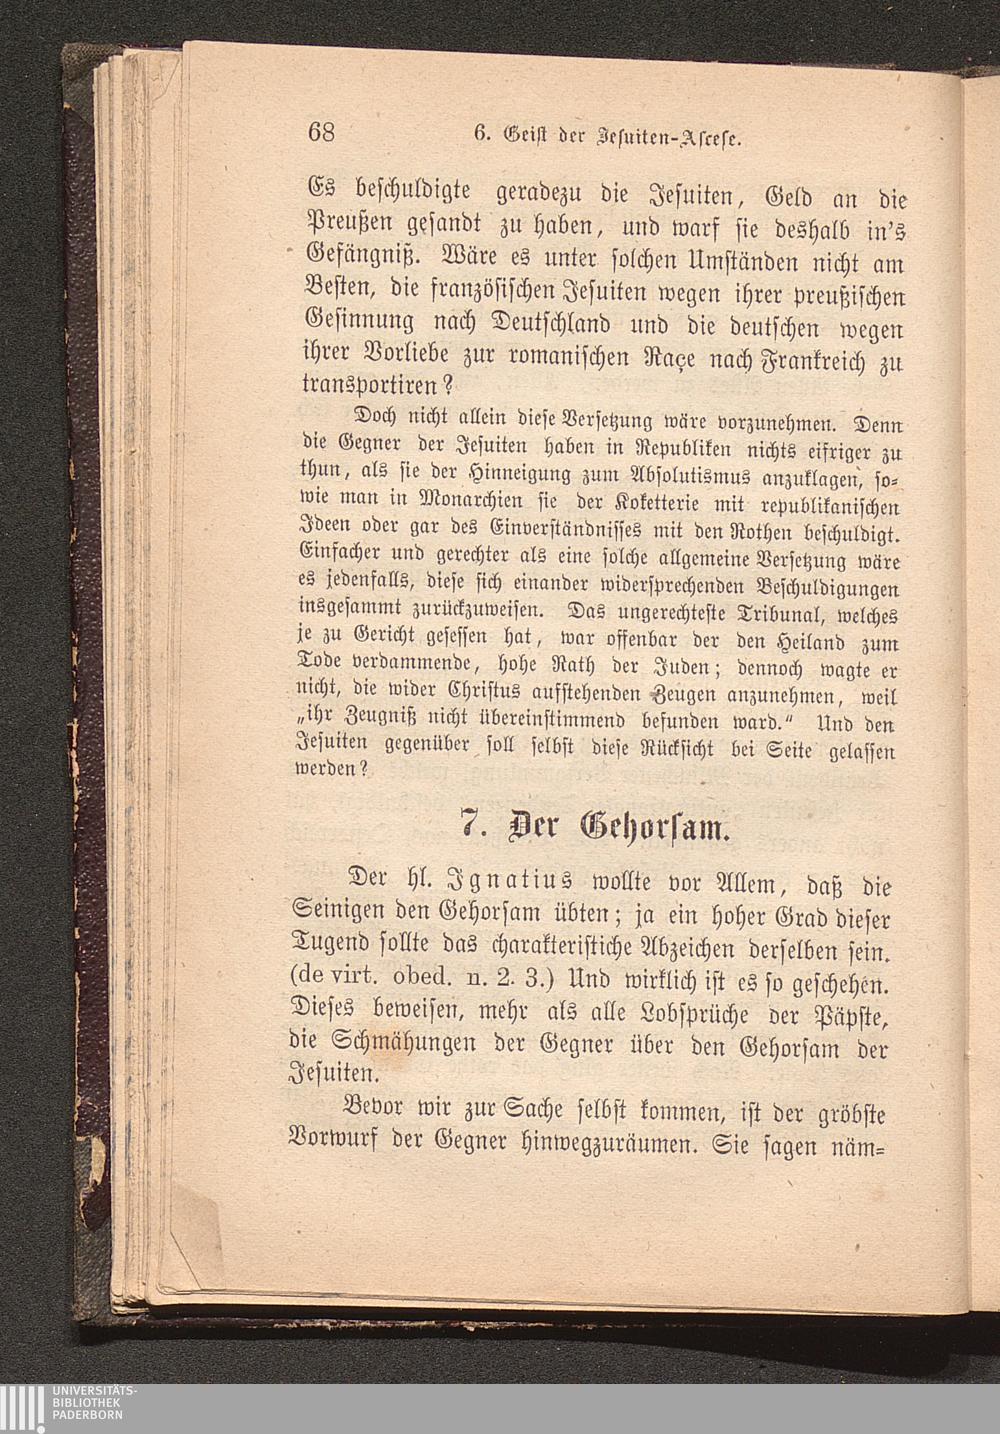 68 6. Geist der Jesuiten-Ascese.
Es beschuldigte geradezu die Jesuiten, Geld an die
Preußen gesandt zu haben, und warf sie deshalb in's
Gefängniß. Wäre es unter solchen Umständen nicht am
Besten, die französischen Jesuiten wegen ihrer preußischen
Gesinnung nach Deutschland und die deutschen wegen
ihrer Vorliebe zur romanischen Raçe nach Frankreich zu
transportiren?
Doch nicht allein diese Versetzung wäre vorzunehmen. Denn
die Gegner der Jesuiten haben in Republiken nichts eifriger zu
thun, als sie der Hinneigung zum Absolutismus anzuklagen, so-
wie man in Monarchien sie der Koketterie mit republikanischen
Ideen oder gar des Einverständnisses mit den Rothen beschuldigt.
Einfacher und gerechter als eine solche allgemeine Versetzung wäre
es jedenfalls, diese sich einander widersprechenden Beschuldigungen
insgesammt zurückzuweisen. Das ungerechteste Tribunal, welches
je zu Gericht gesessen hat, war offenbar der den Heiland zum
Tode verdammende, hohe Rath der Juden; dennoch wagte er
nicht, die wider Christus aufstehenden Zeugen anzunehmen, weil
„ihr Zeugniß nicht übereinstimmend befunden ward." Und den
Jesuiten gegenüber soll selbst diese Rücksicht bei Seite gelassen
werden?
7. Der Gehorsam.
Der hl. Ignatius wollte vor Allem, daß die
Seinigen den Gehorsam übten; ja ein hoher Grad dieser
Tugend sollte das charakteristiche Abzeichen derselben sein.
(de virt. obed. n. 2. 3.) Und wirklich ist es so geschehen.
Dieses beweisen, mehr als alle Lobsprüche der Päpste,
die Schmähungen der Gegner über den Gehorsam der
Jesuiten.
Bevor wir zur Sache selbst kommen, ist der gröbste
Vorwurf der Gegner hinwegzuräumen. Sie sagen näm-
UNIVERSITÄTS-
BIBLIOTHEK
PADERBORN